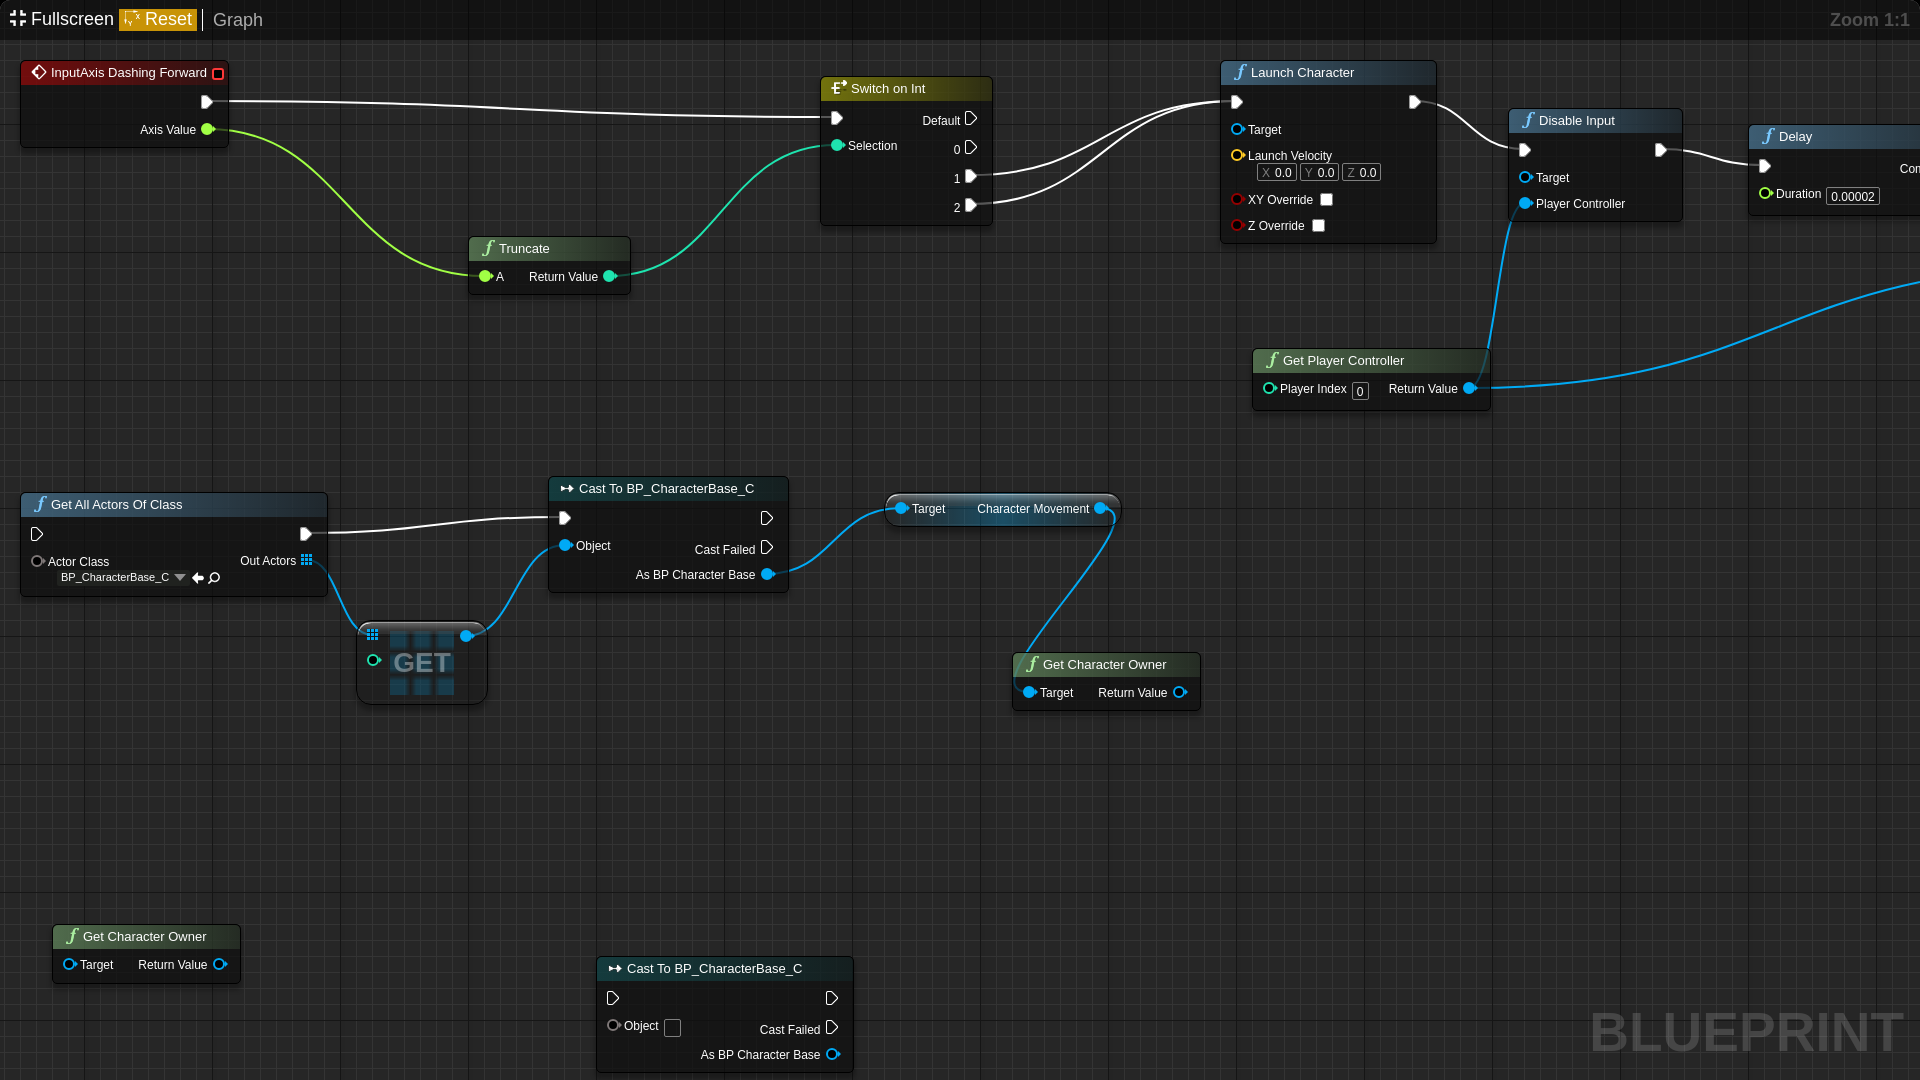 Fullscreen Reset Graph Zoom 1:1
InputAxis Dashing Forward
Axis Value
Switch on Int
Default
Selection
0
1
2
Launch Character
Target
Launch Velocity
X 0.0 Y 0.0 Z 0.0
XY Override
Z Override
Disable Input
Target
Player Controller
Delay
Duration 0.00002
Truncate
A Return Value
Get Player Controller
Player Index 0 Return Value
Get All Actors Of Class
Actor Class Out Actors
BP_CharacterBase_C
GET
Cast To BP_CharacterBase_C
Object
Cast Failed
As BP Character Base
Target Character Movement
Get Character Owner
Target Return Value
Get Character Owner
Target Return Value
Cast To BP_CharacterBase_C
Object
Cast Failed
As BP Character Base
BLUEPRINT